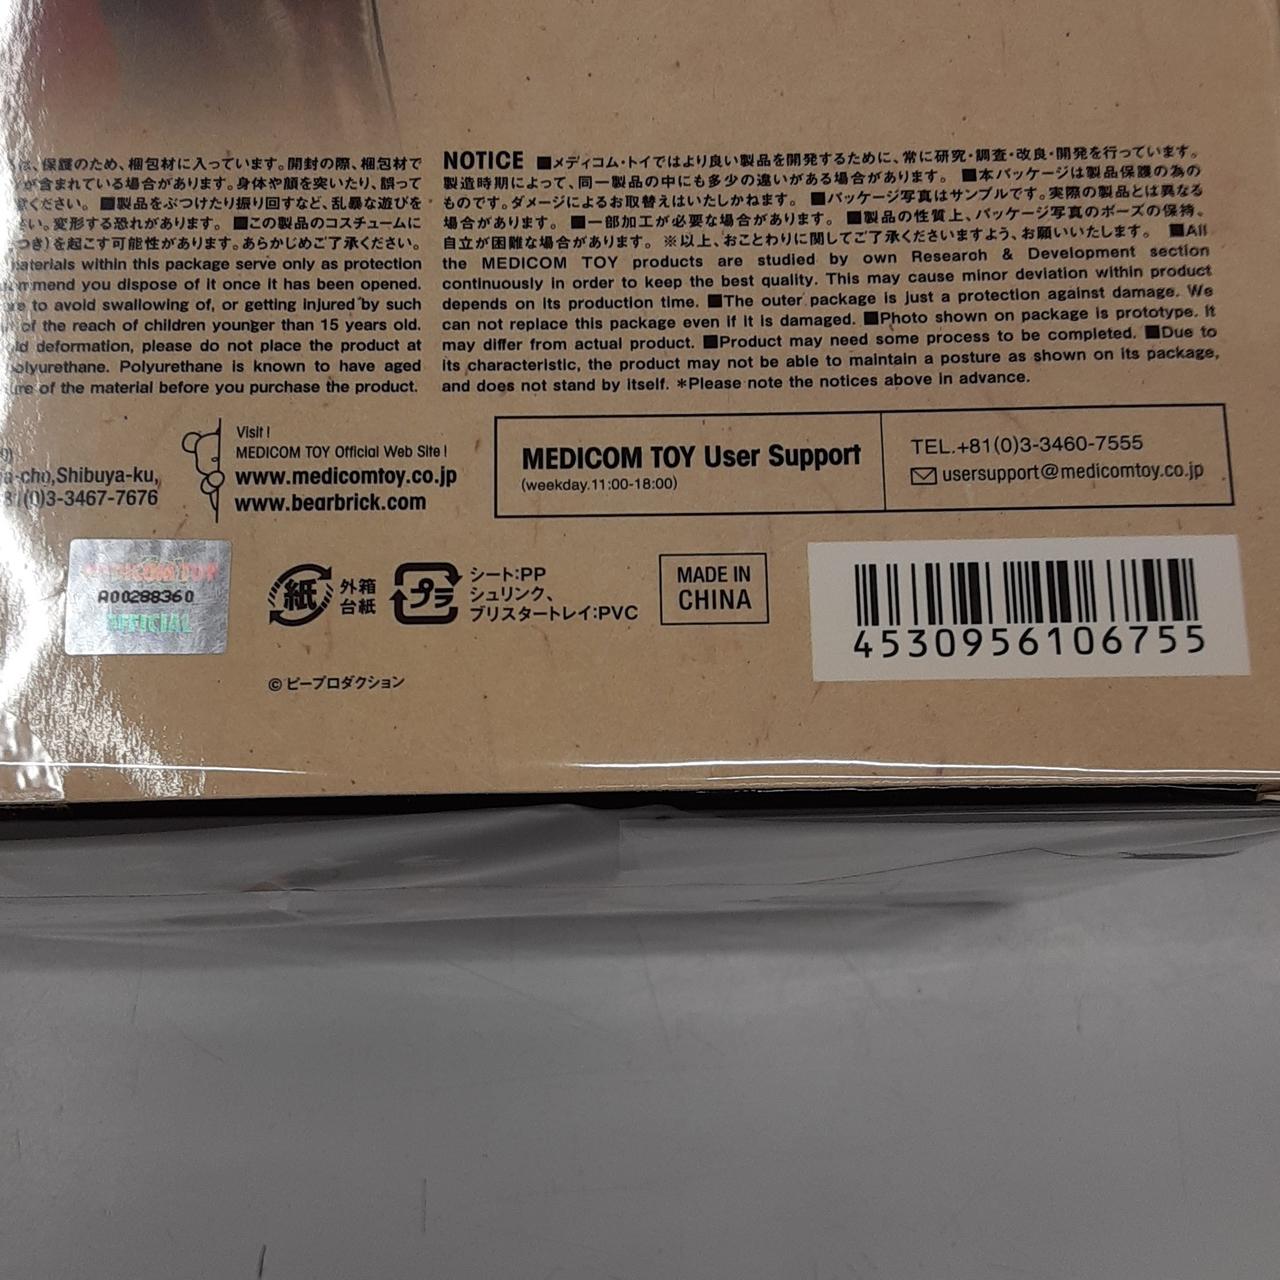 は、保護のため、梱包材に入っています。開封の際、梱包材で
が含まれている場合があります。身体や顔を突いたり、誤って
ください。 ■製品をぶつけたり振り回すなど、乱暴な遊びを
い。変形する恐れがあります。 ■この製品のコスチュームに
つき)を起こす可能性があります。あらかじめご了承ください。
materials within this package serve only as protection
mmend you dispose of it once it has been opened.
to avoid swallowing of, or getting injured by such
of the reach of children younger than 15 years old.
deformation, please do not place the product at
polyurethane. Polyurethane is known to have aged
of the material before you purchase the product.
NOTICE ■メディコム・トイではより良い製品を開発するために、常に研究・調査・改良・開発を行っています。
製造時期によって、同一製品の中にも多少の違いがある場合があります。 ■本パッケージは製品保護の為の
ものです。ダメージによるお取替えはいたしかねます。 ■パッケージ写真はサンプルです。実際の製品とは異なる
場合があります。 ■一部加工が必要な場合があります。 ■製品の性質上、パッケージ写真のポーズの保持、
自立が困難な場合があります。 ※以上、おことわりに関してご了承くださいますよう、お願いいたします。 ■All
the MEDICOM TOY products are studied by own Research & Development section
continuously in order to keep the best quality. This may cause minor deviation within product
depends on its production time. ■The outer package is just a protection against damage. We
can not replace this package even if it is damaged. ■Photo shown on package is prototype. It
may differ from actual product. ■Product may need some process to be completed. ■Due to
its characteristic, the product may not be able to maintain a posture as shown on its package,
and does not stand by itself. *Please note the notices above in advance.
a-cho,Shibuya-ku,
81(0)3-3467-7676
Visit !
MEDICOM TOY Official Web Site !
www.medicomtoy.co.jp
www.bearbrick.com
MEDICOM TOY User Support
(weekday.11:00-18:00)
TEL.+81(0)3-3460-7555
usersupport@medicomtoy.co.jp
MEDICOM TOY
A00288360
OFFICIAL
紙
外箱
台紙
プラ
シート:PP
シュリンク、
ブリスタートレイ:PVC
MADE IN
CHINA
4530956106755
©ピープロダクション